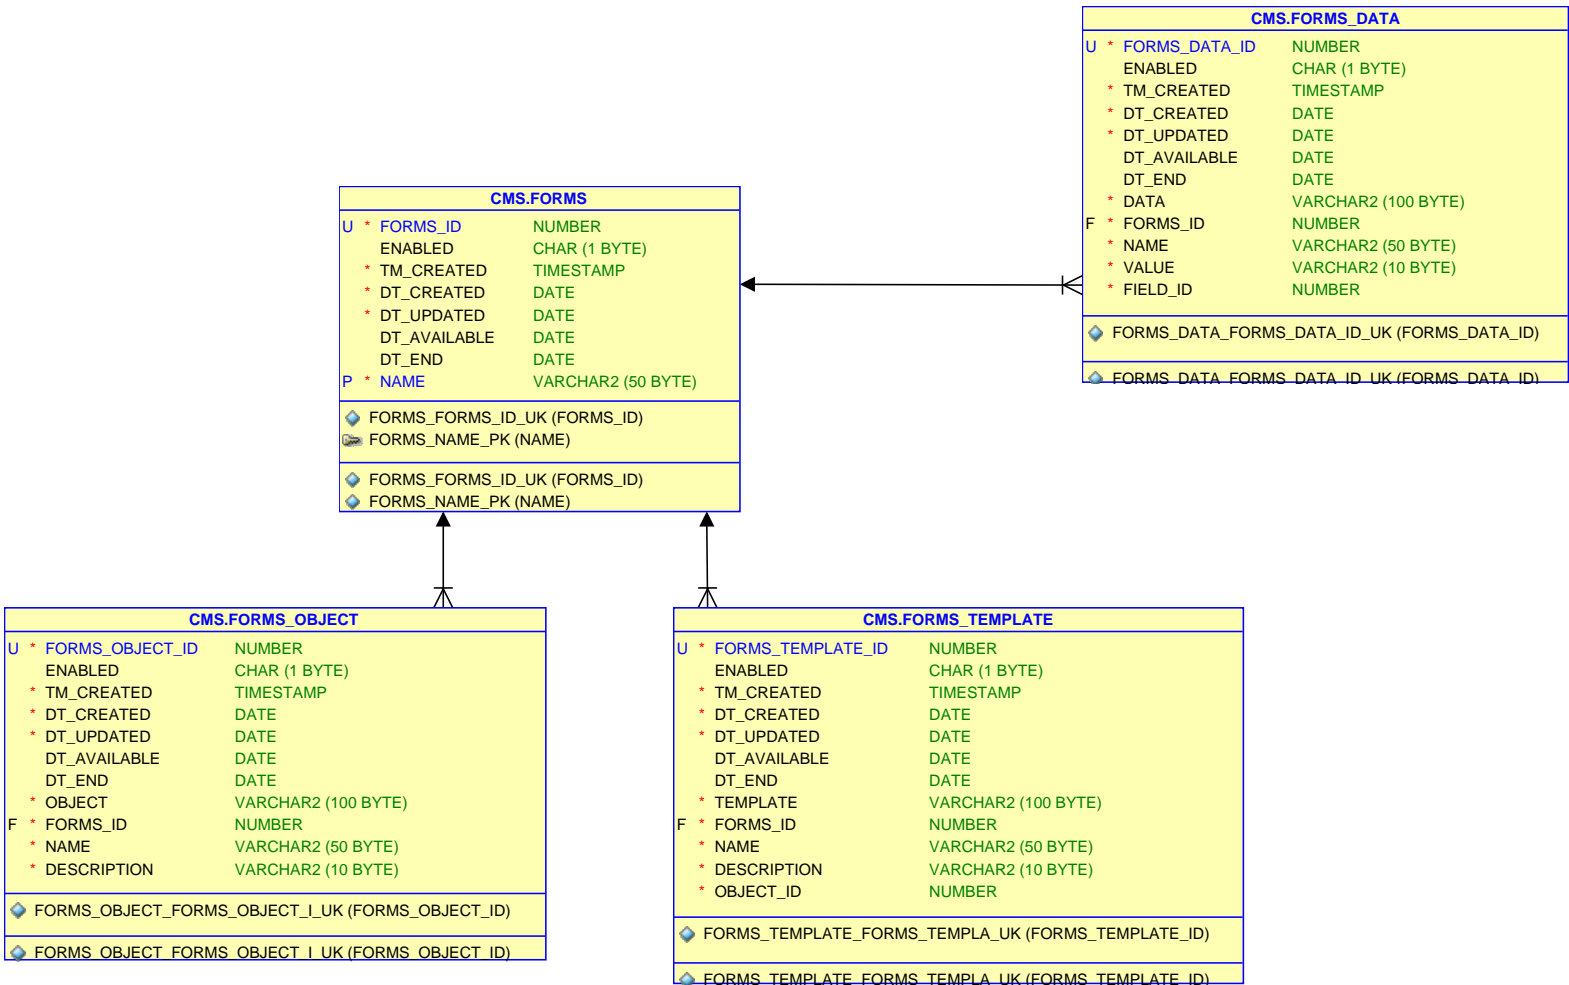 CMS.FORMS_DATA
U * FORMS_DATA_ID NUMBER
ENABLED CHAR (1 BYTE)
* TM_CREATED TIMESTAMP
* DT_CREATED DATE
* DT_UPDATED DATE
DT_AVAILABLE DATE
DT_END DATE
* DATA VARCHAR2 (100 BYTE)
F * FORMS_ID NUMBER
* NAME VARCHAR2 (50 BYTE)
* VALUE VARCHAR2 (10 BYTE)
* FIELD_ID NUMBER
FORMS_DATA_FORMS_DATA_ID_UK (FORMS_DATA_ID)
FORMS_DATA_FORMS_DATA_ID_UK (FORMS_DATA_ID)
CMS.FORMS
U * FORMS_ID NUMBER
ENABLED CHAR (1 BYTE)
* TM_CREATED TIMESTAMP
* DT_CREATED DATE
* DT_UPDATED DATE
DT_AVAILABLE DATE
DT_END DATE
P * NAME VARCHAR2 (50 BYTE)
FORMS_FORMS_ID_UK (FORMS_ID)
FORMS_NAME_PK (NAME)
FORMS_FORMS_ID_UK (FORMS_ID)
FORMS_NAME_PK (NAME)
CMS.FORMS_OBJECT
U * FORMS_OBJECT_ID NUMBER
ENABLED CHAR (1 BYTE)
* TM_CREATED TIMESTAMP
* DT_CREATED DATE
* DT_UPDATED DATE
DT_AVAILABLE DATE
DT_END DATE
* OBJECT VARCHAR2 (100 BYTE)
F * FORMS_ID NUMBER
* NAME VARCHAR2 (50 BYTE)
* DESCRIPTION VARCHAR2 (10 BYTE)
FORMS_OBJECT_FORMS_OBJECT_I_UK (FORMS_OBJECT_ID)
FORMS_OBJECT_FORMS_OBJECT_I_UK (FORMS_OBJECT_ID)
CMS.FORMS_TEMPLATE
U * FORMS_TEMPLATE_ID NUMBER
ENABLED CHAR (1 BYTE)
* TM_CREATED TIMESTAMP
* DT_CREATED DATE
* DT_UPDATED DATE
DT_AVAILABLE DATE
DT_END DATE
* TEMPLATE VARCHAR2 (100 BYTE)
F * FORMS_ID NUMBER
* NAME VARCHAR2 (50 BYTE)
* DESCRIPTION VARCHAR2 (10 BYTE)
* OBJECT_ID NUMBER
FORMS_TEMPLATE_FORMS_TEMPLA_UK (FORMS_TEMPLATE_ID)
FORMS_TEMPLATE_FORMS_TEMPLA_UK (FORMS_TEMPLATE_ID)